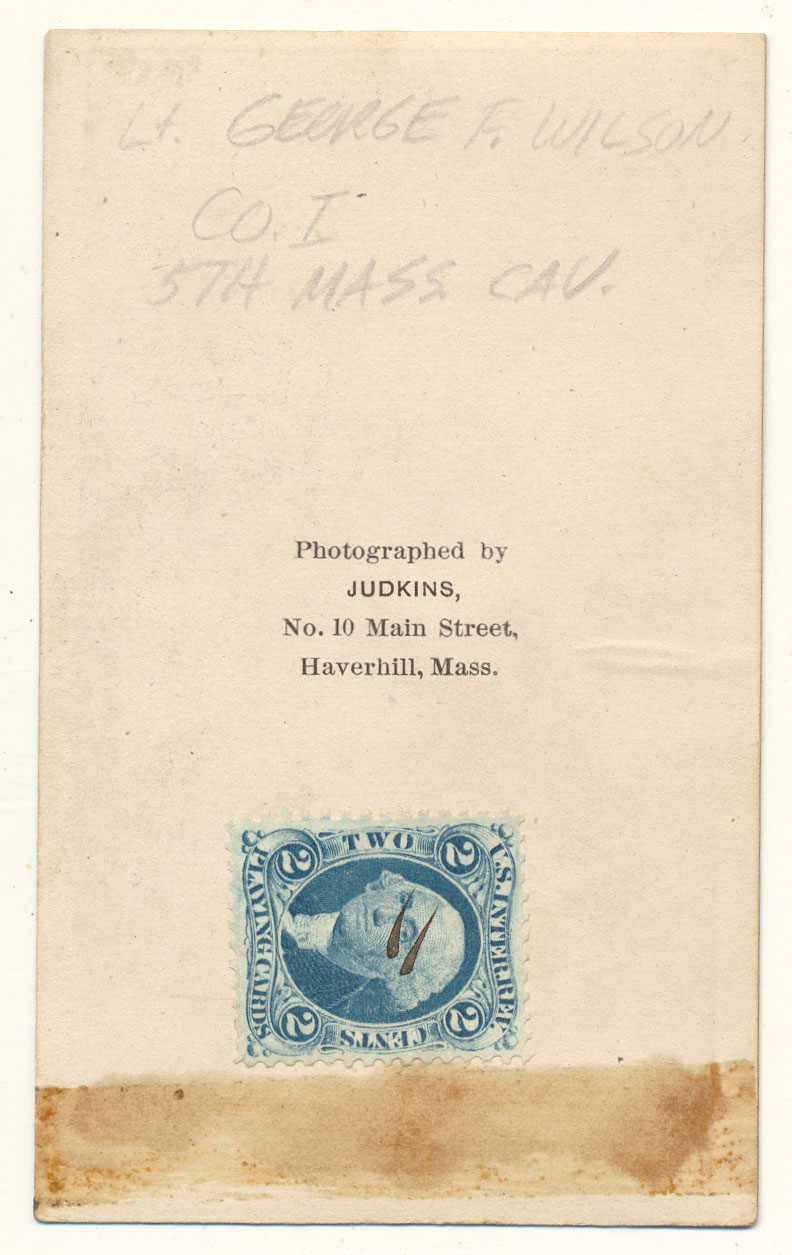 Lt. GEORGE F. WILSON
CO. I
5TH MASS CAV.
Photographed by
JUDKINS,
No. 10 Main Street,
Haverhill, Mass.
U.S. INTER. REV.
2 TWO 2
PLAYING CARDS
2 CENTS 2